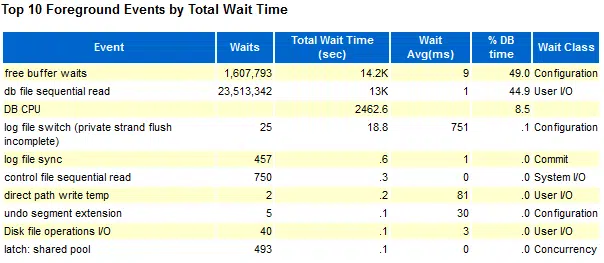 Top 10 Foreground Events by Total Wait Time
Event Waits Total Wait Time (sec) Wait Avg(ms) % DB time Wait Class
free buffer waits 1,607,793 14.2K 9 49.0 Configuration
db file sequential read 23,513,342 13K 1 44.9 User I/O
DB CPU 2462.6 8.5
log file switch (private strand flush incomplete) 25 18.8 751 .1 Configuration
log file sync 457 .6 1 .0 Commit
control file sequential read 750 .3 0 .0 System I/O
direct path write temp 2 .2 81 .0 User I/O
undo segment extension 5 .1 30 .0 Configuration
Disk file operations I/O 40 .1 3 .0 User I/O
latch: shared pool 493 .1 0 .0 Concurrency